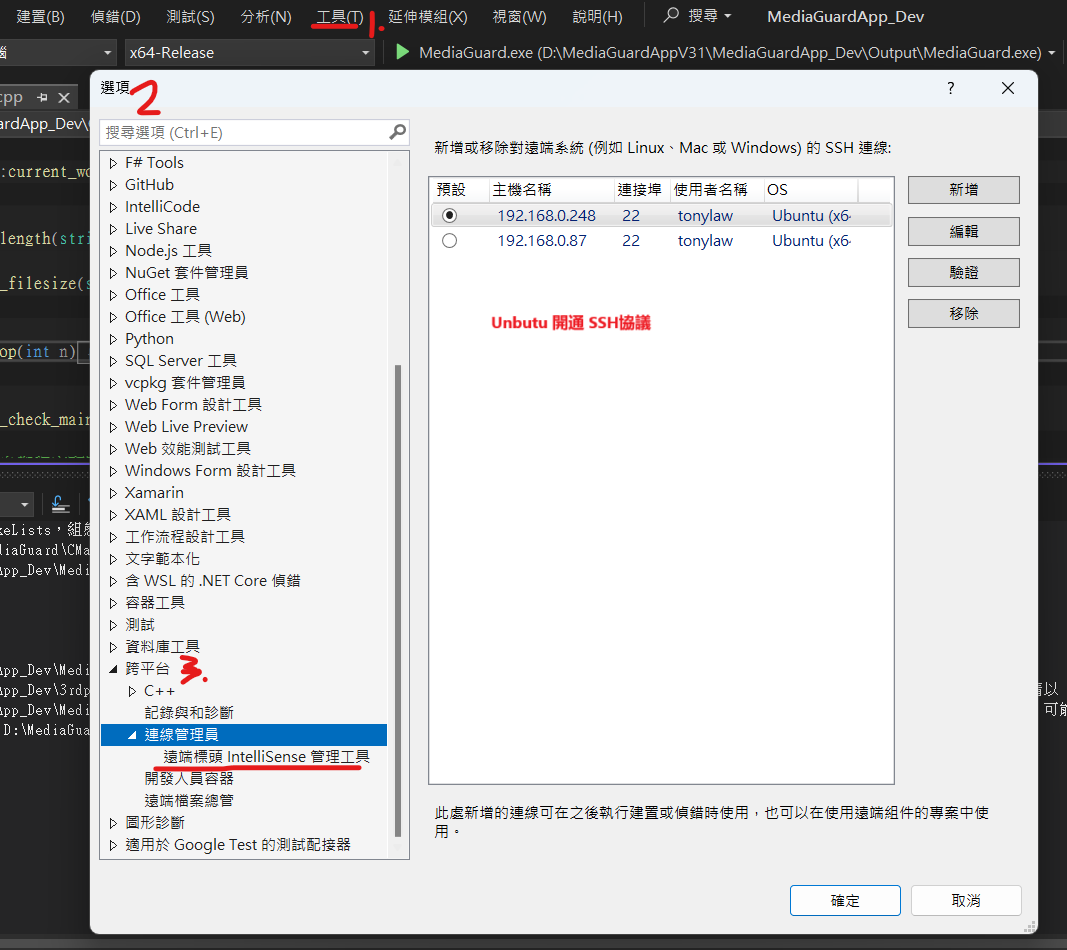 建置(B) 偵錯(D) 測試(S) 分析(N) 工具(T) 1. 延伸模組(X) 視窗(W) 說明(H) 搜尋 MediaGuardApp_Dev
x64-Release MediaGuard.exe (D:\MediaGuardAppV31\MediaGuardApp_Dev\Output\MediaGuard.exe)
cpp
選項 2
?
ardApp_Dev\
搜尋選項 (Ctrl+E)
:current_wo
length(stri
_filesize(s
op(int n)
_check_main
F# Tools
GitHub
IntelliCode
Live Share
Node.js 工具
NuGet 套件管理員
Office 工具
Office 工具 (Web)
Python
SQL Server 工具
vcpkg 套件管理員
Web Form 設計工具
Web Live Preview
Web 效能測試工具
Windows Form 設計工具
Xamarin
XAML 設計工具
工作流程設計工具
文字範本化
含 WSL 的 .NET Core 偵錯
容器工具
測試
資料庫工具
跨平台 3.
C++
記錄與和診斷
連線管理員
遠端標頭 IntelliSense 管理工具
開發人員容器
遠端檔案總管
圖形診斷
適用於 Google Test 的測試配接器
新增或移除對遠端系統 (例如 Linux、Mac 或 Windows) 的 SSH 連線:
預設 主機名稱 連接埠 使用者名稱 OS
192.168.0.248 22 tonylaw Ubuntu (x6
192.168.0.87 22 tonylaw Ubuntu (x6
Unbutu 開通 SSH協議
新增
編輯
驗證
移除
此處新增的連線可在之後執行建置或偵錯時使用，也可以在使用遠端組件的專案中使
用。
確定 取消
keLists，組態
diaGuard\CMa
App_Dev\Medi
App_Dev\Medi
App_Dev\3rdp
App_Dev\Medi 可能
D:\MediaGua